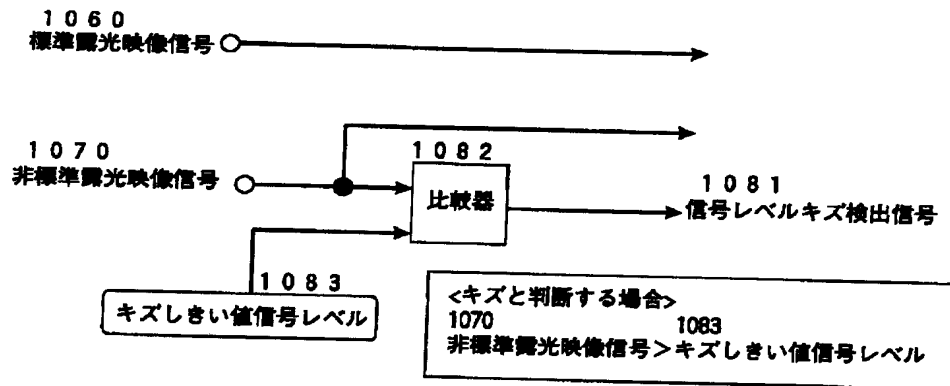 1060
標準露光映像信号
1070
非標準露光映像信号
1082
比較器
1081
信号レベルキズ検出信号
1083
キズしきい値信号レベル
<キズと判断する場合>
1070 1083
非標準露光映像信号>キズしきい値信号レベル